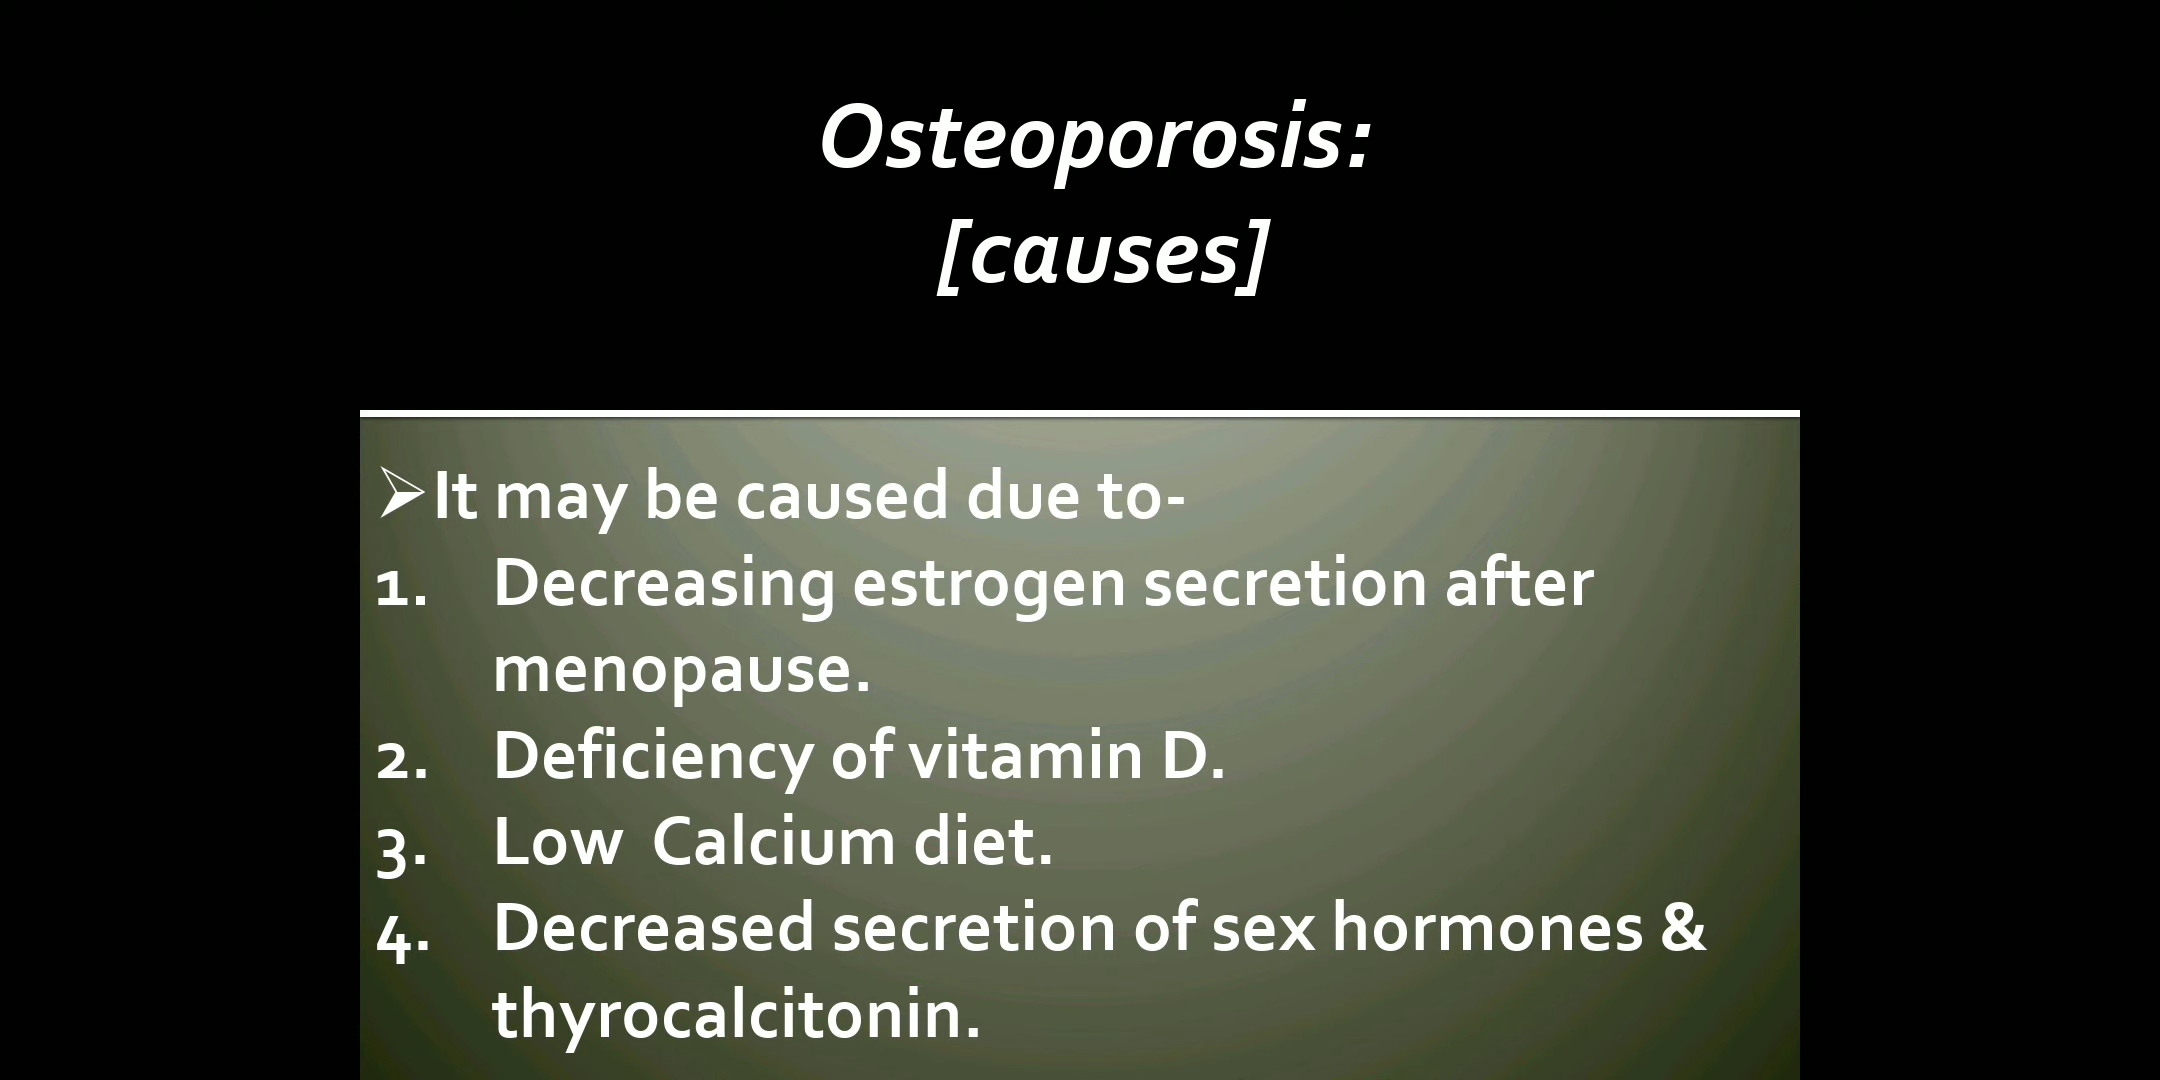 Osteoporosis:
[causes]
➢It may be caused due to-
1. Decreasing estrogen secretion after
menopause.
2. Deficiency of vitamin D.
3. Low  Calcium diet.
4. Decreased secretion of sex hormones &
thyrocalcitonin.